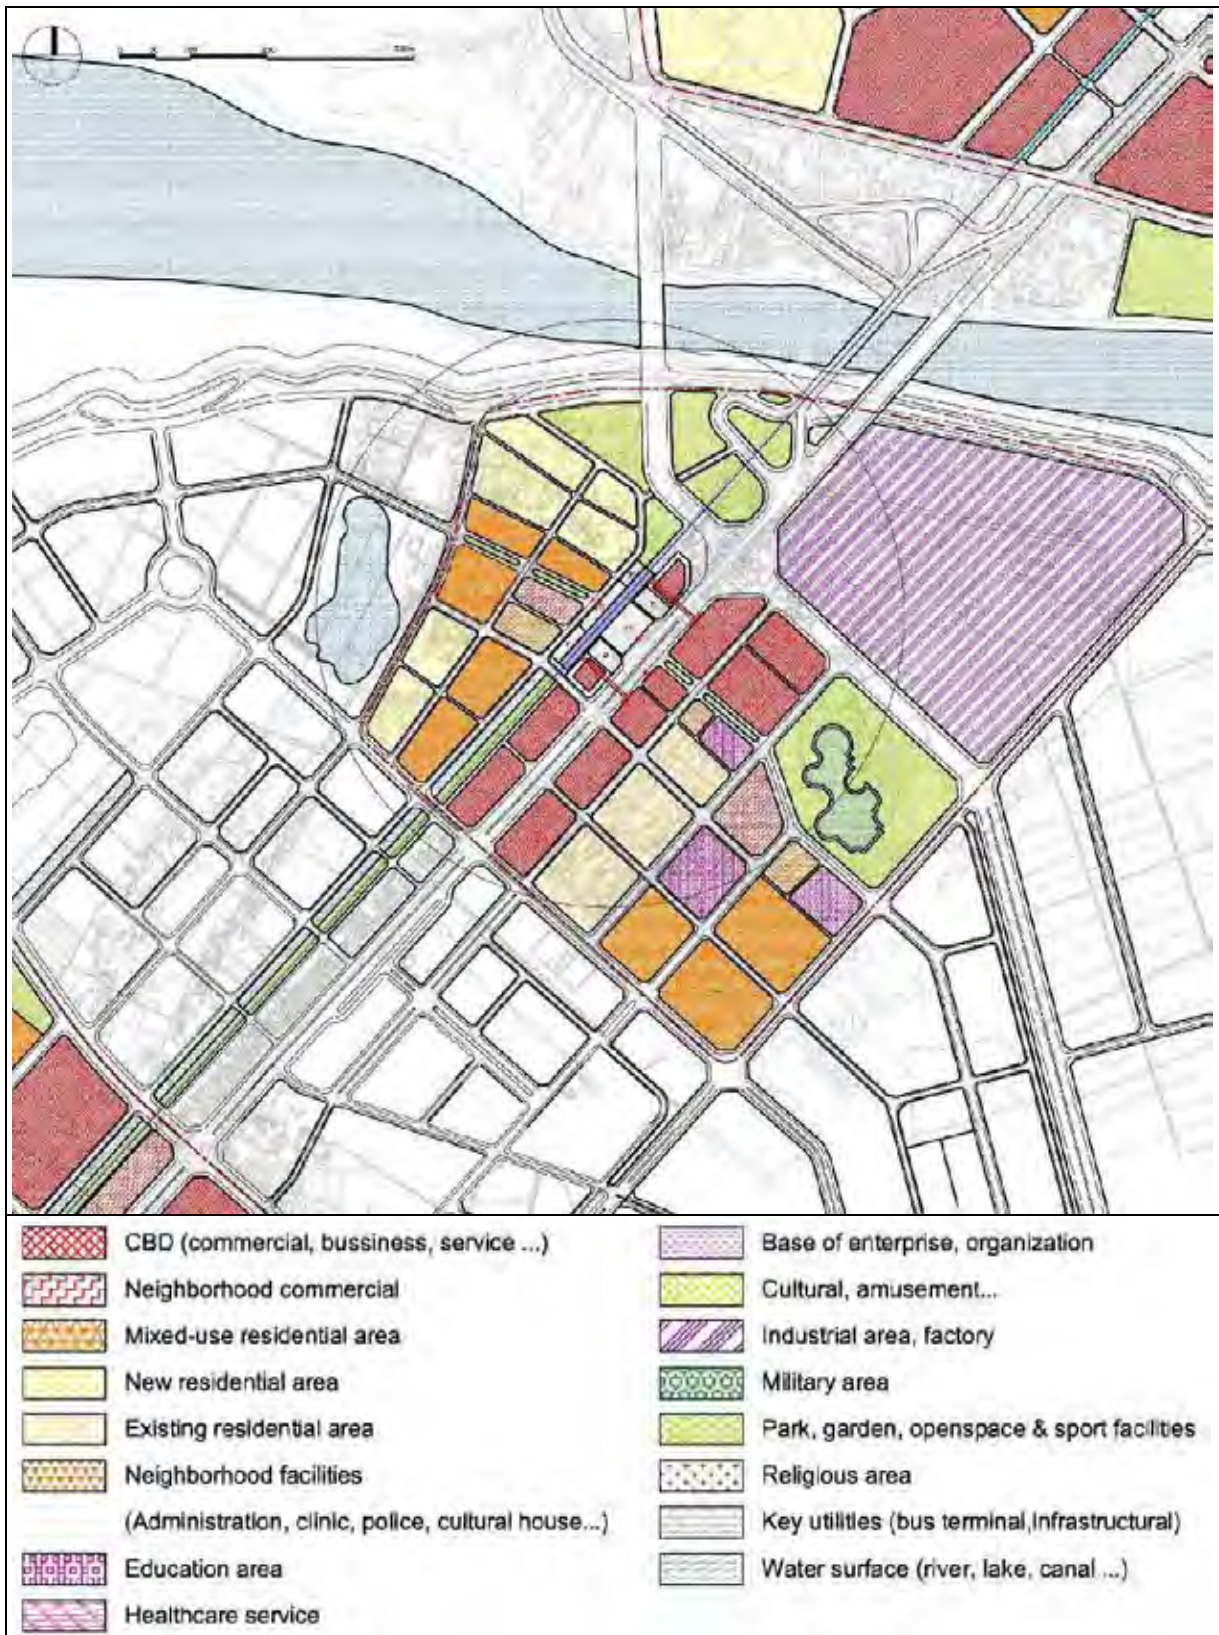 CBD (commercial, bussiness, service ...)
Neighborhood commercial
Mixed-use residential area
New residential area
Existing residential area
Neighborhood facilities
(Administration, clinic, police, cultural house...)
Education area
Healthcare service
Base of enterprise, organization
Cultural, amusement...
Industrial area, factory
Military area
Park, garden, openspace & sport facilities
Religious area
Key utilities (bus terminal,Infrastructural)
Water surface (river, lake, canal ...)